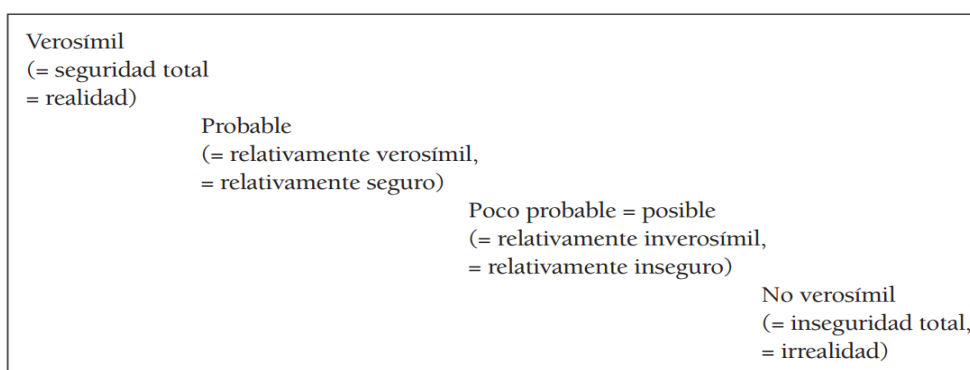 Verosímil
(= seguridad total
= realidad)
Probable
(= relativamente verosímil,
= relativamente seguro)
Poco probable = posible
(= relativamente inverosímil,
= relativamente inseguro)
No verosímil
(= inseguridad total,
= irrealidad)